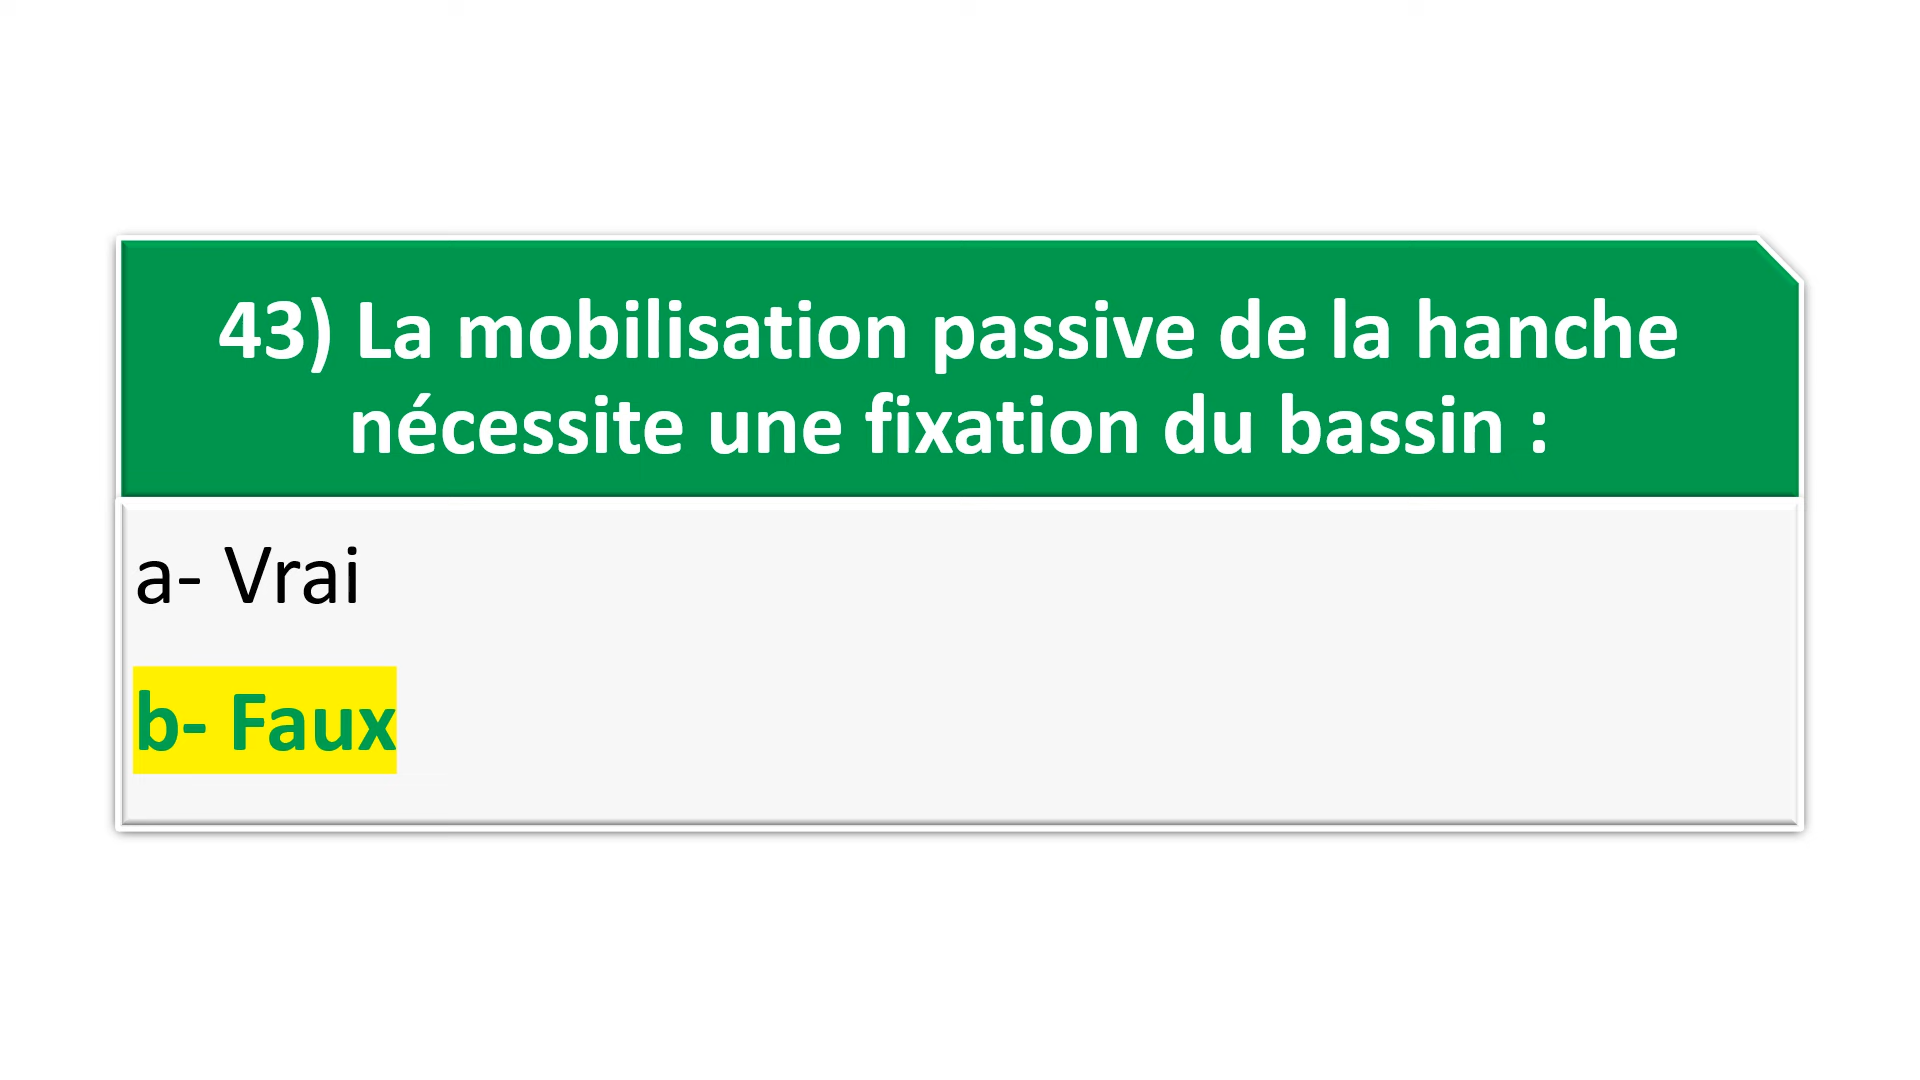 43) La mobilisation passive de la hanche
nécessite une fixation du bassin :
a- Vrai
b- Faux